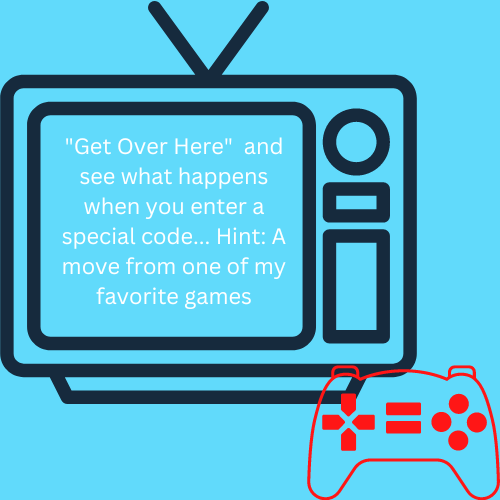 "Get Over Here"  and
see what happens
when you enter a
special code... Hint: A
move from one of my
favorite games